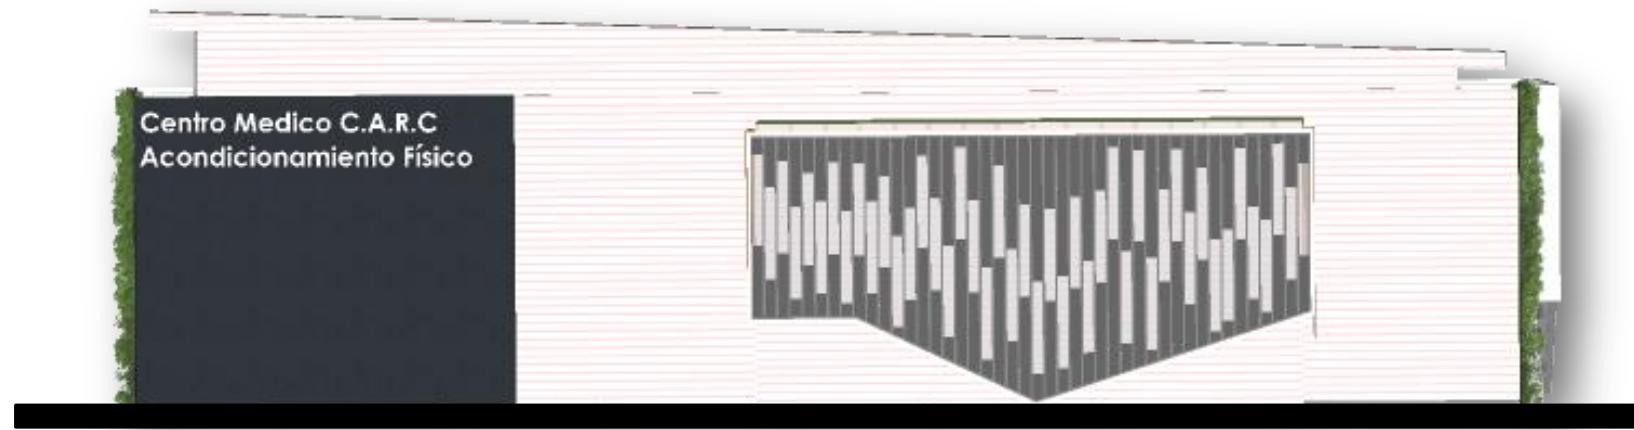 Centro Medico C.A.R.C
Acondicionamiento Físico